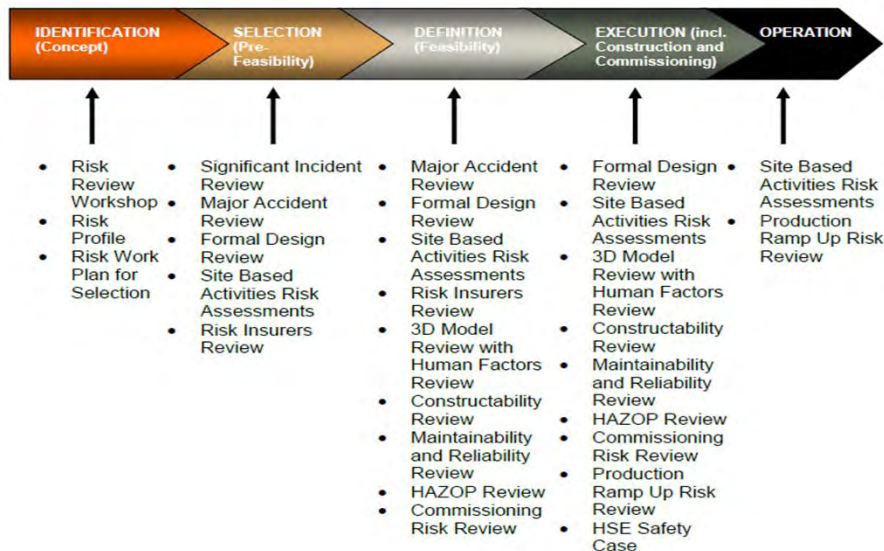 IDENTIFICATION
(Concept)
SELECTION
(Pre-
Feasibility)
DEFINITION
(Feasibility)
EXECUTION (incl.
Construction and
Commissioning)
OPERATION
• Risk
Review
Workshop
• Risk
Profile
• Risk Work
Plan for
Selection
• Significant Incident
Review
• Major Accident
Review
• Formal Design
Review
• Site Based
Activities Risk
Assessments
• Risk Insurers
Review
• Major Accident
Review
• Formal Design
Review
• Site Based
Activities Risk
Assessments
• Risk Insurers
Review
• 3D Model
Review with
Human Factors
Review
• Constructability
Review
• Maintainability
and Reliability
Review
• HAZOP Review
• Commissioning
Risk Review
• Formal Design
Review
• Site Based
Activities Risk
Assessments
• 3D Model
Review with
Human Factors
Review
• Constructability
Review
• Maintainability
and Reliability
Review
• HAZOP Review
• Commissioning
Risk Review
• Production
Ramp Up Risk
Review
• HSE Safety
Case
• Site Based
Activities Risk
Assessments
• Production
Ramp Up Risk
Review